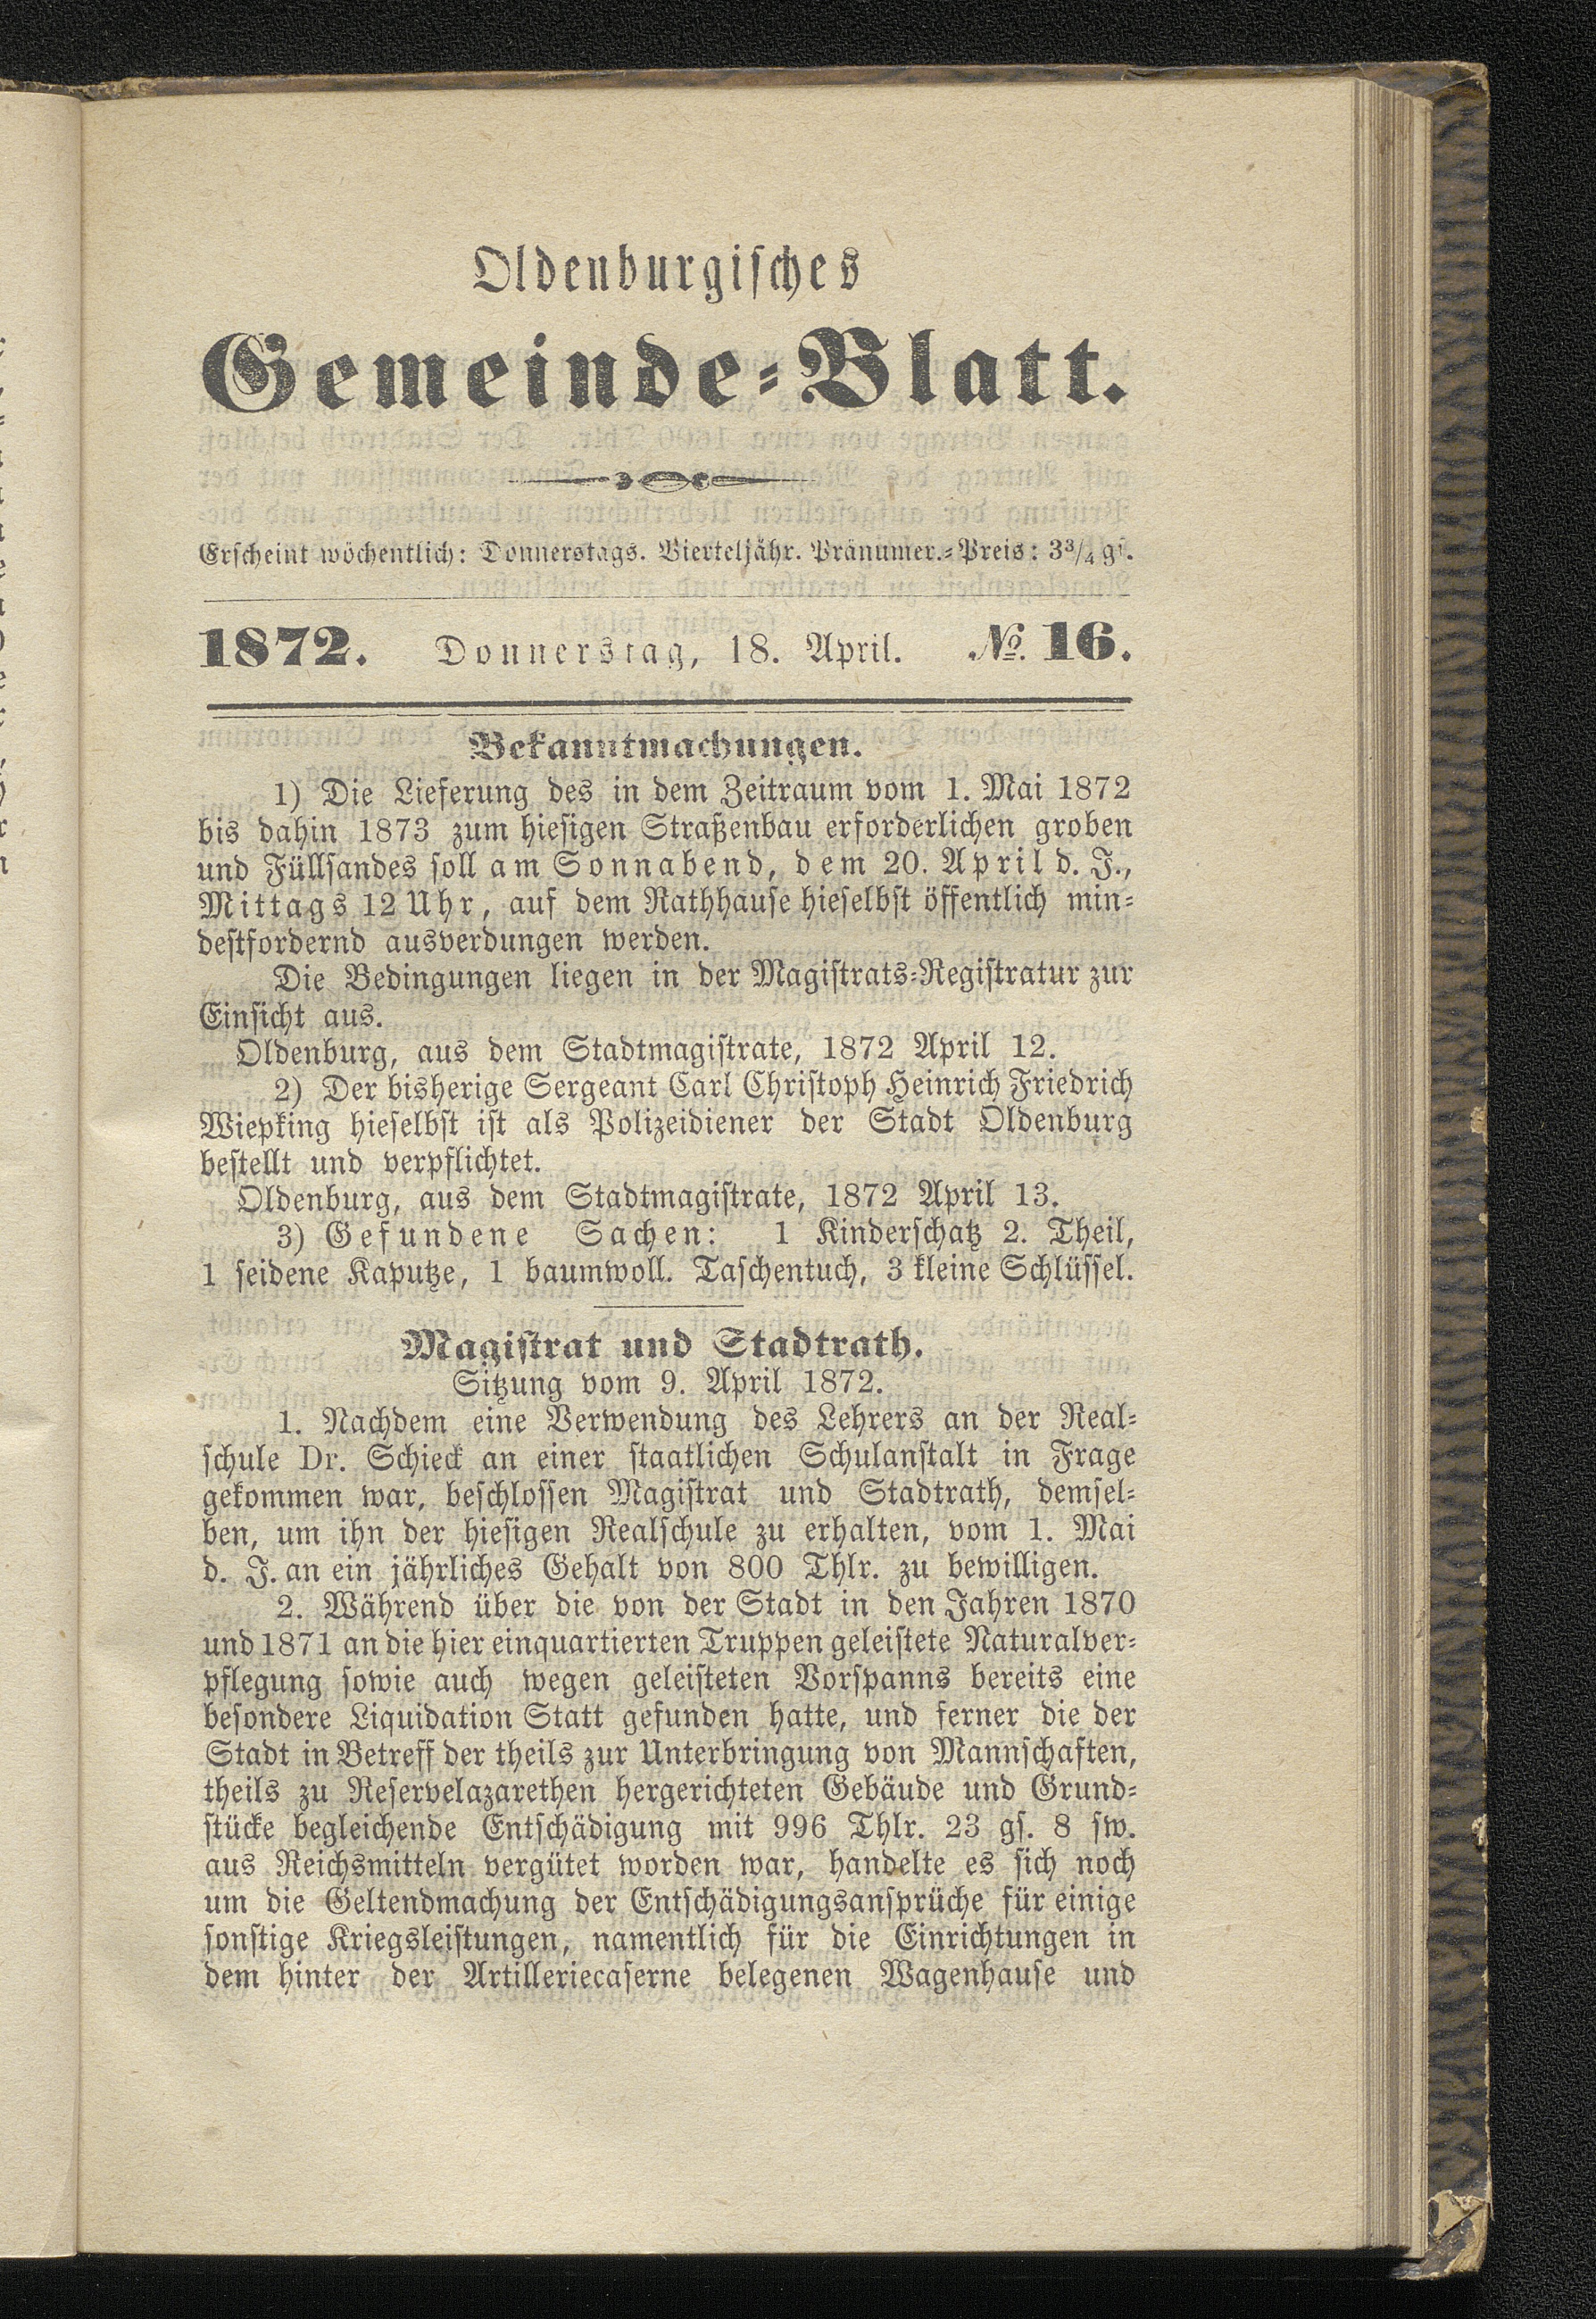 Oldenburgisches
Gemeinde-Blatt.
Erscheint wöchentlich: Donnerstags. Vierteljähr. Pränumer.-Preis: 3¾ gs.
1872. Donnerstag, 18. April. № 16.
Bekanntmachungen.
1) Die Lieferung des in dem Zeitraum vom 1. Mai 1872
bis dahin 1873 zum hiesigen Straßenbau erforderlichen groben
und Füllsandes soll am Sonnabend, dem 20. April d. J.,
Mittags 12 Uhr, auf dem Rathhause hieselbst öffentlich min-
destfordernd ausverdungen werden.
Die Bedingungen liegen in der Magistrats-Registratur zur
Einsicht aus.
Oldenburg, aus dem Stadtmagistrate, 1872 April 12.
2) Der bisherige Sergeant Carl Christoph Heinrich Friedrich
Wiepking hieselbst ist als Polizeidiener der Stadt Oldenburg
bestellt und verpflichtet.
Oldenburg, aus dem Stadtmagistrate, 1872 April 13.
3) Gefundene Sachen: 1 Kinderschatz 2. Theil,
1 seidene Kaputze, 1 baumwoll. Taschentuch, 3 kleine Schlüssel.
Magistrat und Stadtrath.
Sitzung vom 9. April 1872.
1. Nachdem eine Verwendung des Lehrers an der Real-
schule Dr. Schieck an einer staatlichen Schulanstalt in Frage
gekommen war, beschlossen Magistrat und Stadtrath, demsel-
ben, um ihn der hiesigen Realschule zu erhalten, vom 1. Mai
d. J. an ein jährliches Gehalt von 800 Thlr. zu bewilligen.
2. Während über die von der Stadt in den Jahren 1870
und 1871 an die hier einquartierten Truppen geleistete Naturalver-
pflegung sowie auch wegen geleisteten Vorspanns bereits eine
besondere Liquidation Statt gefunden hatte, und ferner die der
Stadt in Betreff der theils zur Unterbringung von Mannschaften,
theils zu Reservelazarethen hergerichteten Gebäude und Grund-
stücke begleichende Entschädigung mit 996 Thlr. 23 gs. 8 sw.
aus Reichsmitteln vergütet worden war, handelte es sich noch
um die Geltendmachung der Entschädigungsansprüche für einige
sonstige Kriegsleistungen, namentlich für die Einrichtungen in
dem hinter der Artilleriecaserne belegenen Wagenhause und